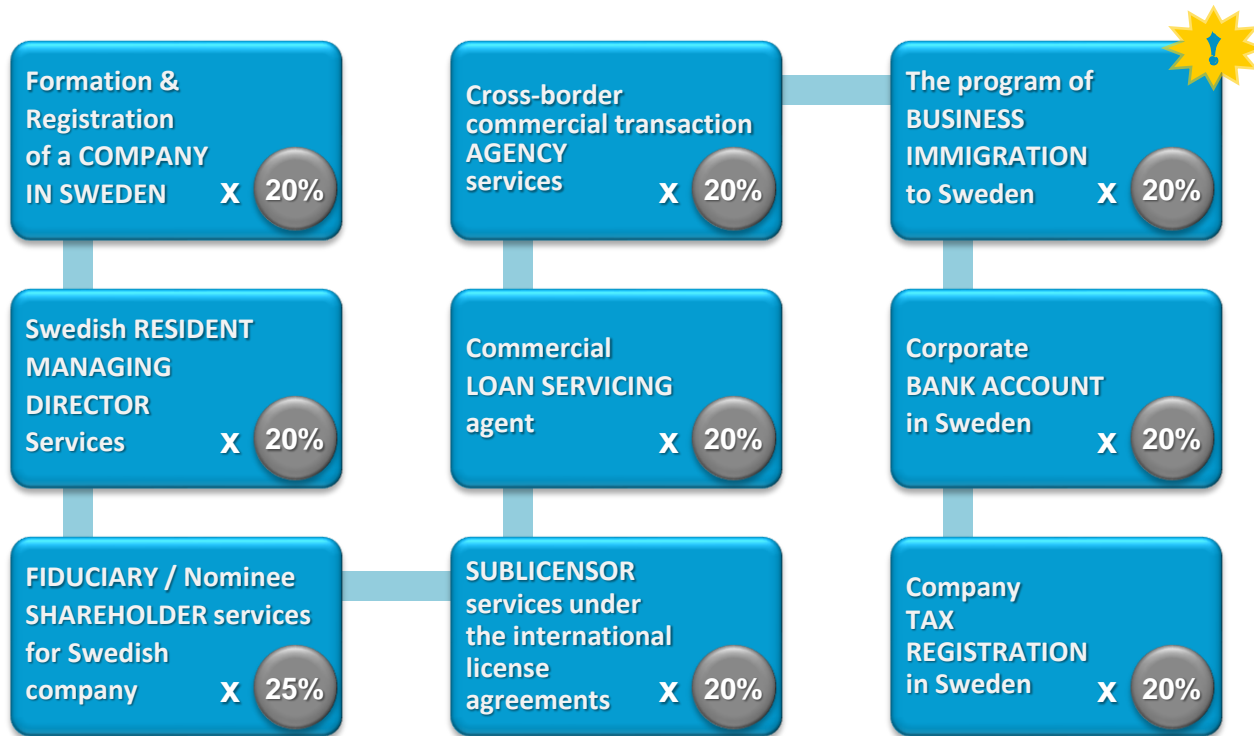 Formation &
Registration
of a COMPANY
IN SWEDEN x 20%
Swedish RESIDENT
MANAGING
DIRECTOR
Services x 20%
FIDUCIARY / Nominee
SHAREHOLDER services
for Swedish
company x 25%
SUBLICENSOR
services under
the international
license
agreements x 20%
Commercial
LOAN SERVICING
agent x 20%
Cross-border
commercial transaction
AGENCY
services x 20%
!
The program of
BUSINESS
IMMIGRATION
to Sweden x 20%
Corporate
BANK ACCOUNT
in Sweden x 20%
Company
TAX
REGISTRATION
in Sweden x 20%